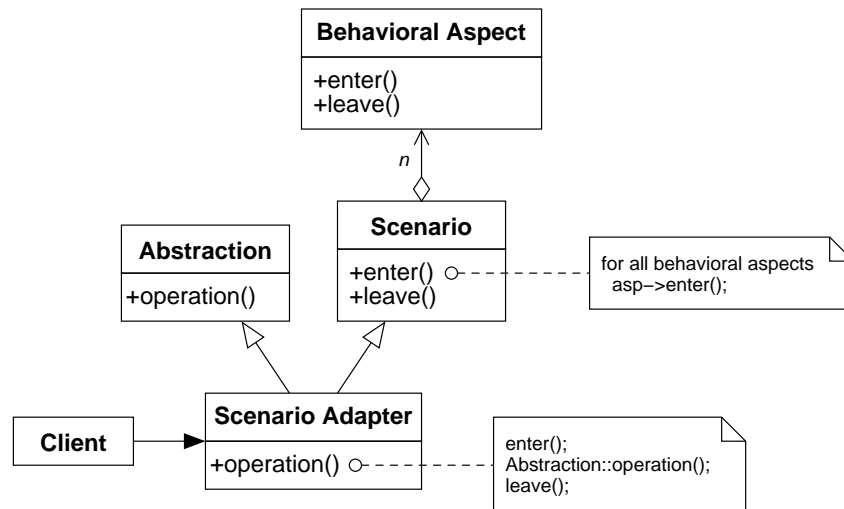 Behavioral Aspect
+enter()
+leave()
n
Scenario
+enter()
+leave()
Abstraction
+operation()
for all behavioral aspects
asp−>enter();
Scenario Adapter
+operation()
Client
enter();
Abstraction::operation();
leave();